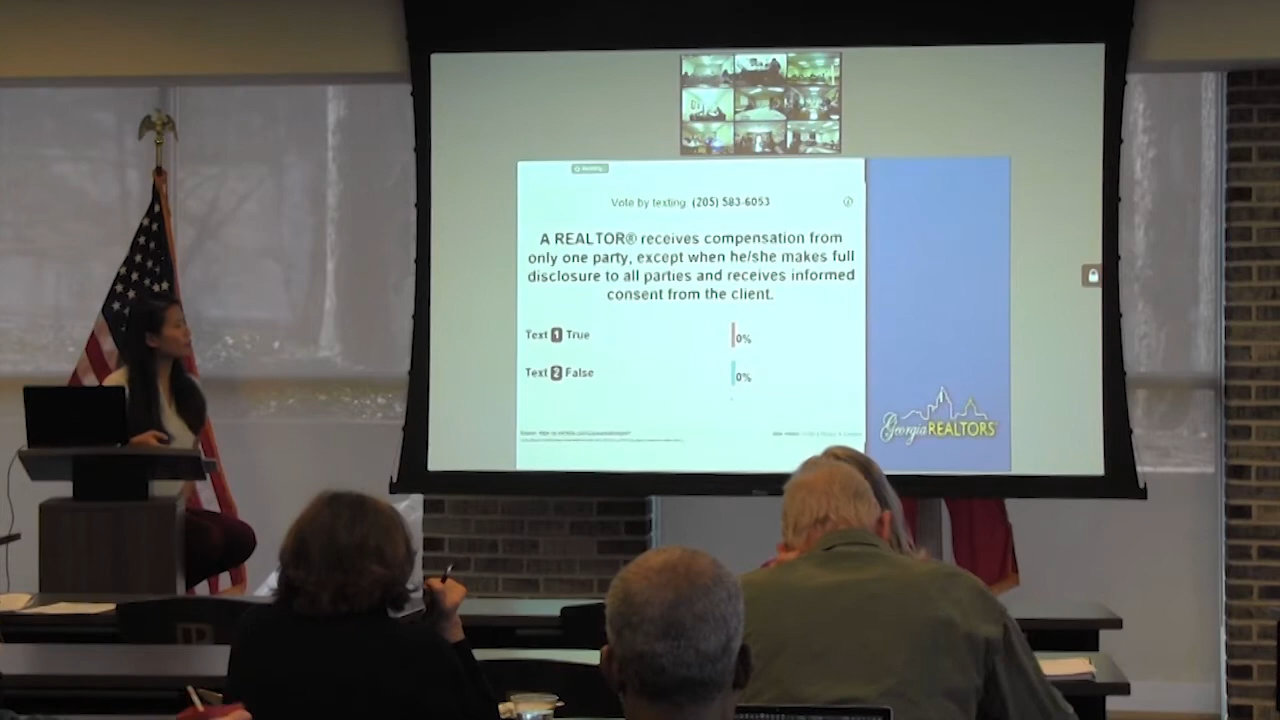 Vote by texting (205) 583-6053
A REALTOR® receives compensation from
only one party, except when he/she makes full
disclosure to all parties and receives informed
consent from the client.
Text 1 True
0%
Text 2 False
0%
Georgia REALTORS